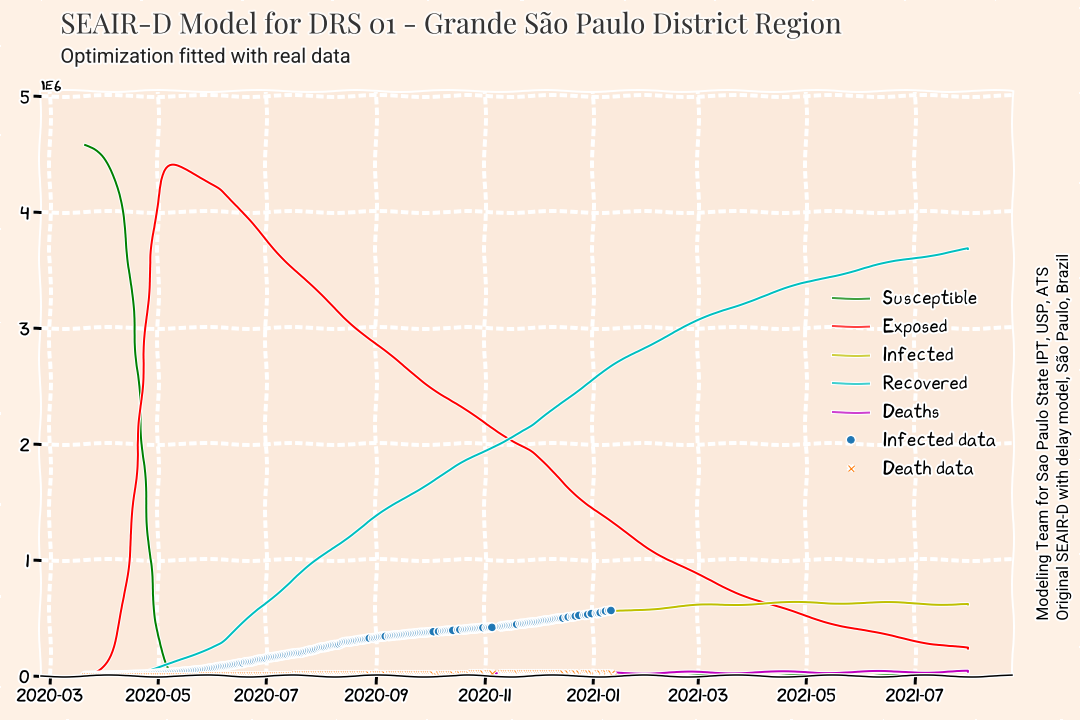 SEAIR-D Model for DRS 01 - Grande São Paulo District Region
Optimization fitted with real data
1E6
5
4
3
2
1
0
2020-03 2020-05 2020-07 2020-09 2020-11 2021-01 2021-03 2021-05 2021-07
Susceptible
Exposed
Infected
Recovered
Deaths
Infected data
Death data
Modeling Team for Sao Paulo State IPT, USP, ATS
Original SEAIR-D with delay model, São Paulo, Brazil